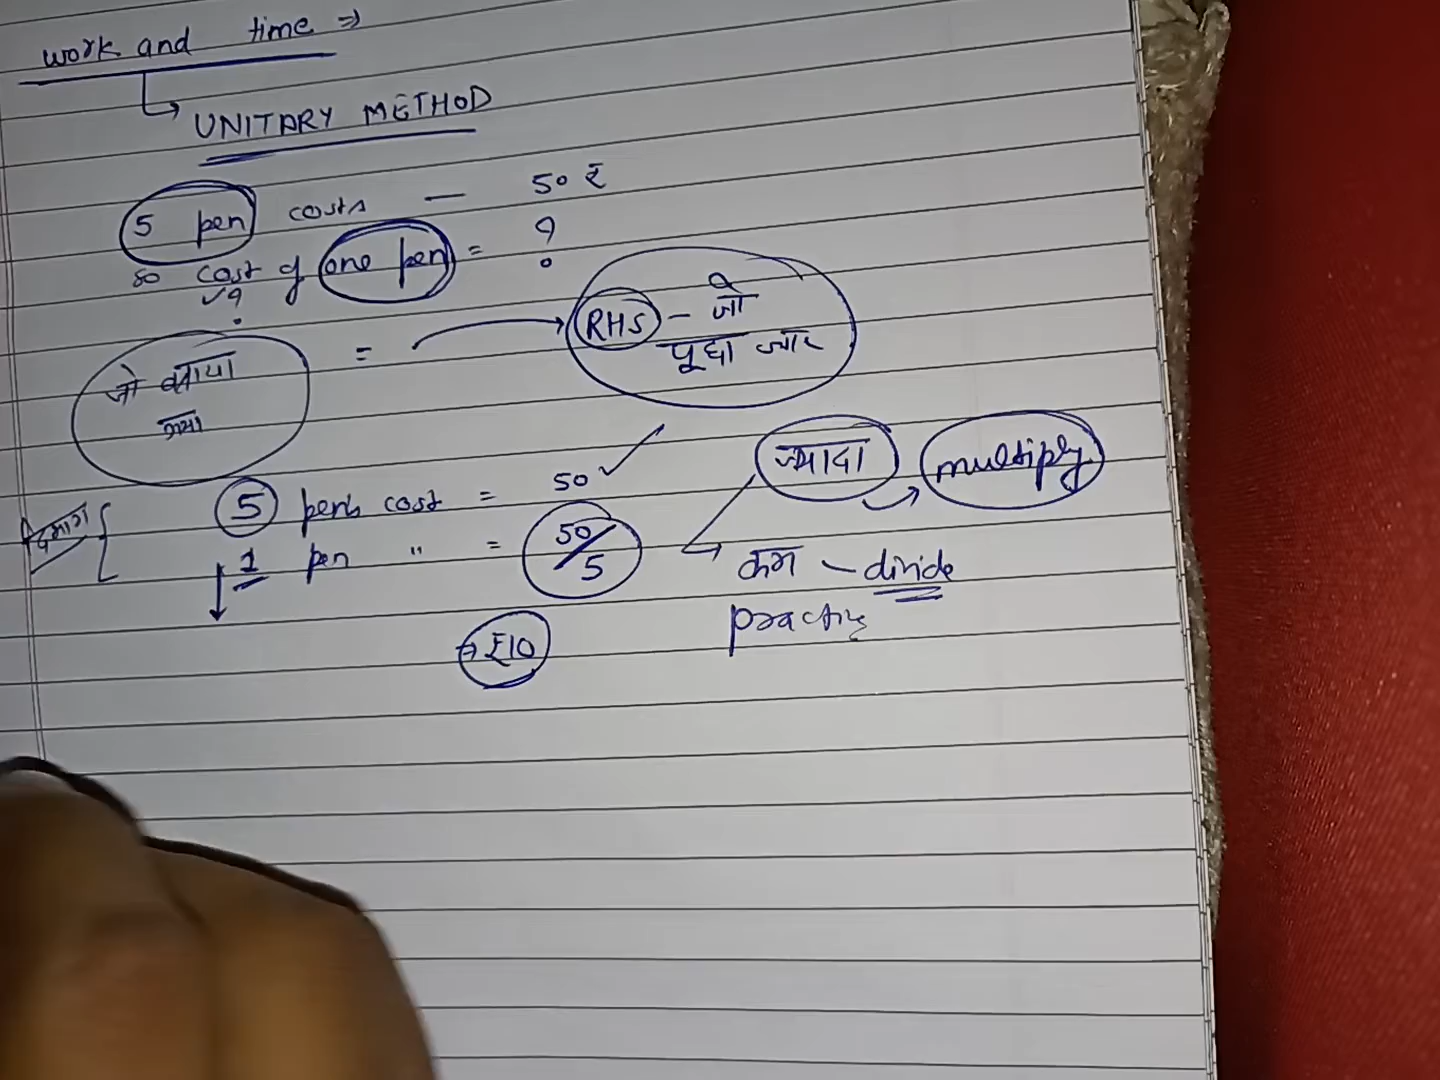 work and time ⇒
UNITARY METHOD
5 pen costs — 50 ₹
so cost of one pen = ?
?
जो बताया = RHS – जो
गया पूछा जाए
ज्यादा multiply
5 pens cost = 50 ✓
दिमाग 1 pen " = 50/5
कम – divide
⇒ ₹10